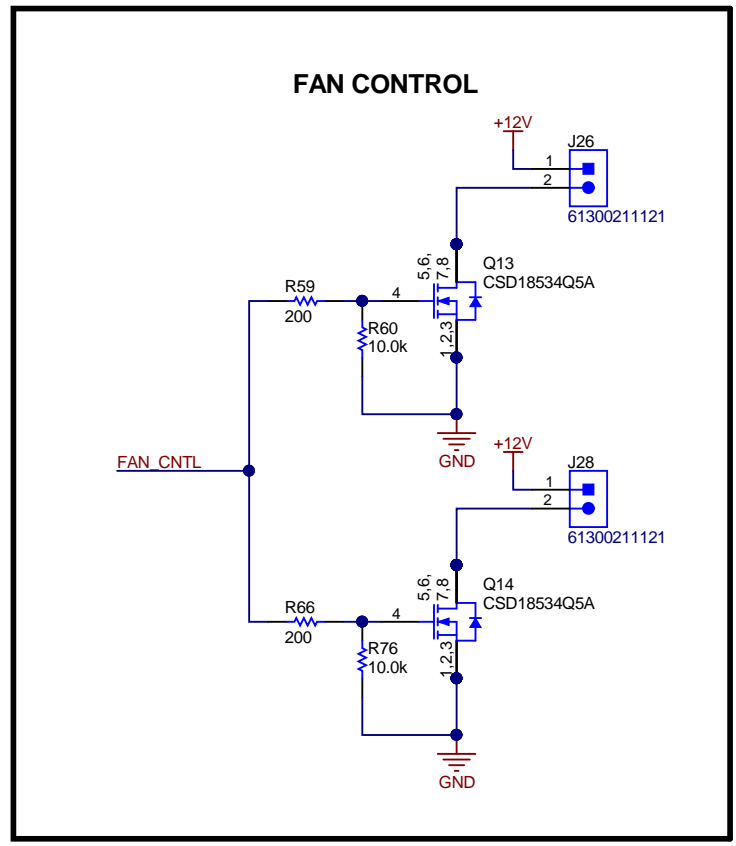 FAN CONTROL
+12V
J26
1
2
61300211121
5,6,
7,8
Q13
CSD18534Q5A
R59
200
4
R60
10.0k
1,2,3
GND
FAN_CNTL
+12V
J28
1
2
61300211121
5,6,
7,8
Q14
CSD18534Q5A
R66
200
4
R76
10.0k
1,2,3
GND